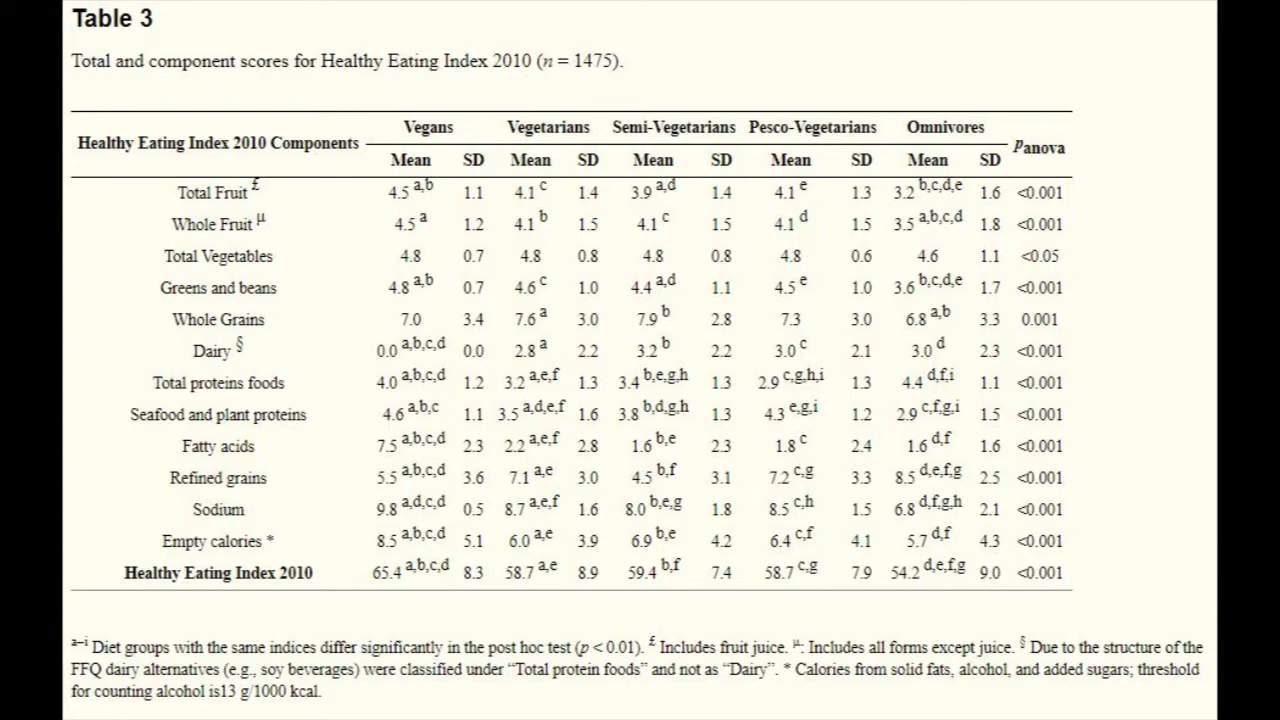 Table 3
Total and component scores for Healthy Eating Index 2010 (n = 1475).
Healthy Eating Index 2010 Components Vegans Vegetarians Semi-Vegetarians Pesco-Vegetarians Omnivores Panova
Mean SD Mean SD Mean SD Mean SD Mean SD
Total Fruit £ 4.5 a,b 1.1 4.1 c 1.4 3.9 a,d 1.4 4.1 e 1.3 3.2 b,c,d,e 1.6 <0.001
Whole Fruit μ 4.5 a 1.2 4.1 b 1.5 4.1 c 1.5 4.1 d 1.5 3.5 a,b,c,d 1.8 <0.001
Total Vegetables 4.8 0.7 4.8 0.8 4.8 0.8 4.8 0.6 4.6 1.1 <0.05
Greens and beans 4.8 a,b 0.7 4.6 c 1.0 4.4 a,d 1.1 4.5 e 1.0 3.6 b,c,d,e 1.7 <0.001
Whole Grains 7.0 3.4 7.6 a 3.0 7.9 b 2.8 7.3 3.0 6.8 a,b 3.3 0.001
Dairy § 0.0 a,b,c,d 0.0 2.8 a 2.2 3.2 b 2.2 3.0 c 2.1 3.0 d 2.3 <0.001
Total proteins foods 4.0 a,b,c,d 1.2 3.2 a,e,f 1.3 3.4 b,e,g,h 1.3 2.9 c,g,h,i 1.3 4.4 d,f,i 1.1 <0.001
Seafood and plant proteins 4.6 a,b,c 1.1 3.5 a,d,e,f 1.6 3.8 b,d,g,h 1.3 4.3 e,g,i 1.2 2.9 c,f,g,i 1.5 <0.001
Fatty acids 7.5 a,b,c,d 2.3 2.2 a,e,f 2.8 1.6 b,e 2.3 1.8 c 2.4 1.6 d,f 1.6 <0.001
Refined grains 5.5 a,b,c,d 3.6 7.1 a,e 3.0 4.5 b,f 3.1 7.2 c,g 3.3 8.5 d,e,f,g 2.5 <0.001
Sodium 9.8 a,d,c,d 0.5 8.7 a,e,f 1.6 8.0 b,e,g 1.8 8.5 c,h 1.5 6.8 d,f,g,h 2.1 <0.001
Empty calories * 8.5 a,b,c,d 5.1 6.0 a,e 3.9 6.9 b,e 4.2 6.4 c,f 4.1 5.7 d,f 4.3 <0.001
Healthy Eating Index 2010 65.4 a,b,c,d 8.3 58.7 a,e 8.9 59.4 b,f 7.4 58.7 c,g 7.9 54.2 d,e,f,g 9.0 <0.001
a–i Diet groups with the same indices differ significantly in the post hoc test (p < 0.01). £ Includes fruit juice. μ: Includes all forms except juice. § Due to the structure of the
FFQ dairy alternatives (e.g., soy beverages) were classified under “Total protein foods” and not as “Dairy”. * Calories from solid fats, alcohol, and added sugars; threshold
for counting alcohol is13 g/1000 kcal.